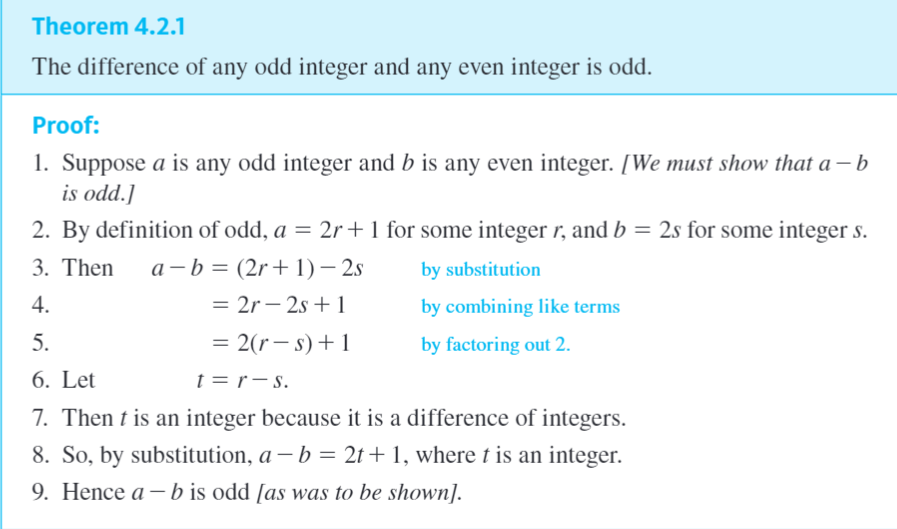 Theorem 4.2.1
The difference of any odd integer and any even integer is odd.
Proof:
1. Suppose a is any odd integer and b is any even integer. [We must show that a − b
is odd.]
2. By definition of odd, a = 2r + 1 for some integer r, and b = 2s for some integer s.
3. Then a − b = (2r + 1) − 2s by substitution
4. = 2r − 2s + 1 by combining like terms
5. = 2(r − s) + 1 by factoring out 2.
6. Let t = r − s.
7. Then t is an integer because it is a difference of integers.
8. So, by substitution, a − b = 2t + 1, where t is an integer.
9. Hence a − b is odd [as was to be shown].